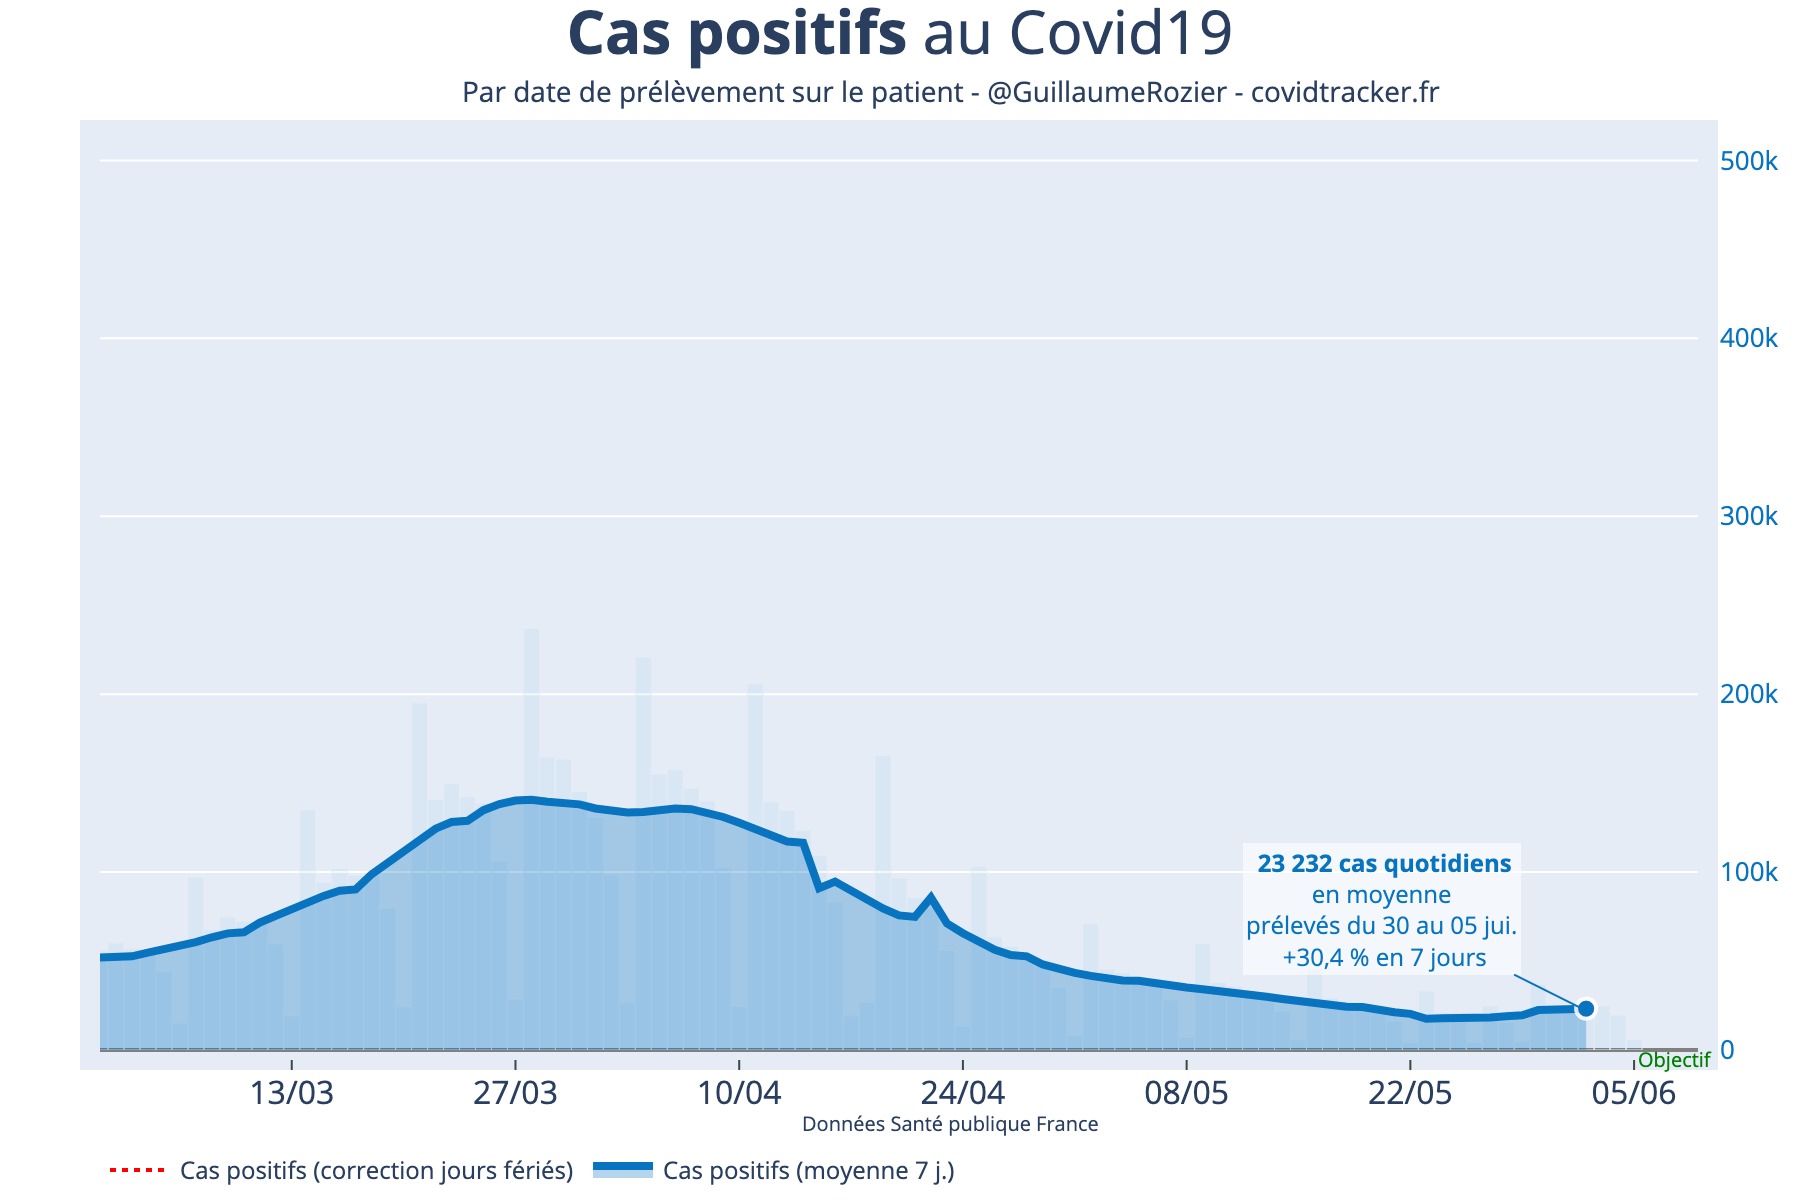 Cas positifs au Covid19
Par date de prélèvement sur le patient - @GuillaumeRozier - covidtracker.fr
500k
400k
300k
200k
100k
0
23 232 cas quotidiens
en moyenne
prélevés du 30 au 05 jui.
+30,4 % en 7 jours
Objectif
13/03 27/03 10/04 24/04 08/05 22/05 05/06
Données Santé publique France
Cas positifs (correction jours fériés) Cas positifs (moyenne 7 j.)